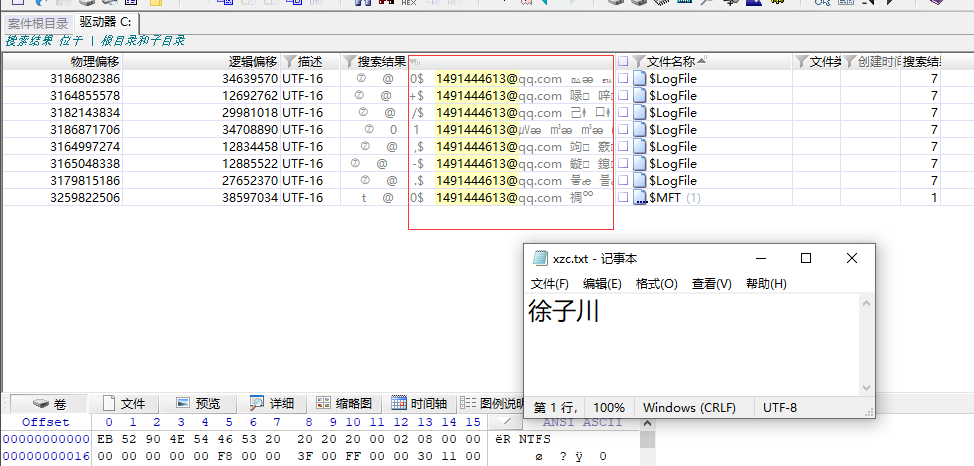 案件根目录 驱动器 C:
搜索结果 位于 | 根目录和子目录
物理偏移 逻辑偏移 描述 搜索结果 文件名称 文件类 创建时间 搜索结
3186802386 34639570 UTF-16 @ 0$ 1491444613@qq.com $LogFile 7
3164855578 12692762 UTF-16 @ +$ 1491444613@qq.com $LogFile 7
3182143834 29981018 UTF-16 @ /$ 1491444613@qq.com $LogFile 7
3186871706 34708890 UTF-16 0 1 1491444613@qq.com $LogFile 7
3164997274 12834458 UTF-16 @ ,$ 1491444613@qq.com $LogFile 7
3165048338 12885522 UTF-16 @ -$ 1491444613@qq.com $LogFile 7
3179815186 27652370 UTF-16 @ .$ 1491444613@qq.com $LogFile 7
3259822506 38597034 UTF-16 t @ 0$ 1491444613@qq.com $MFT (1) 1
xzc.txt - 记事本
文件(F) 编辑(E) 格式(O) 查看(V) 帮助(H)
徐子川
第 1 行, 100% Windows (CRLF) UTF-8
卷 文件 预览 详细 缩略图 时间轴 图例说明
Offset 0 1 2 3 4 5 6 7 8 9 10 11 12 13 14 15 ANSI ASCII
00000000000 EB 52 90 4E 54 46 53 20 20 20 20 00 02 08 00 00 ëR NTFS
00000000016 00 00 00 00 00 F8 00 00 3F 00 FF 00 00 30 11 00 ø ? ÿ 0